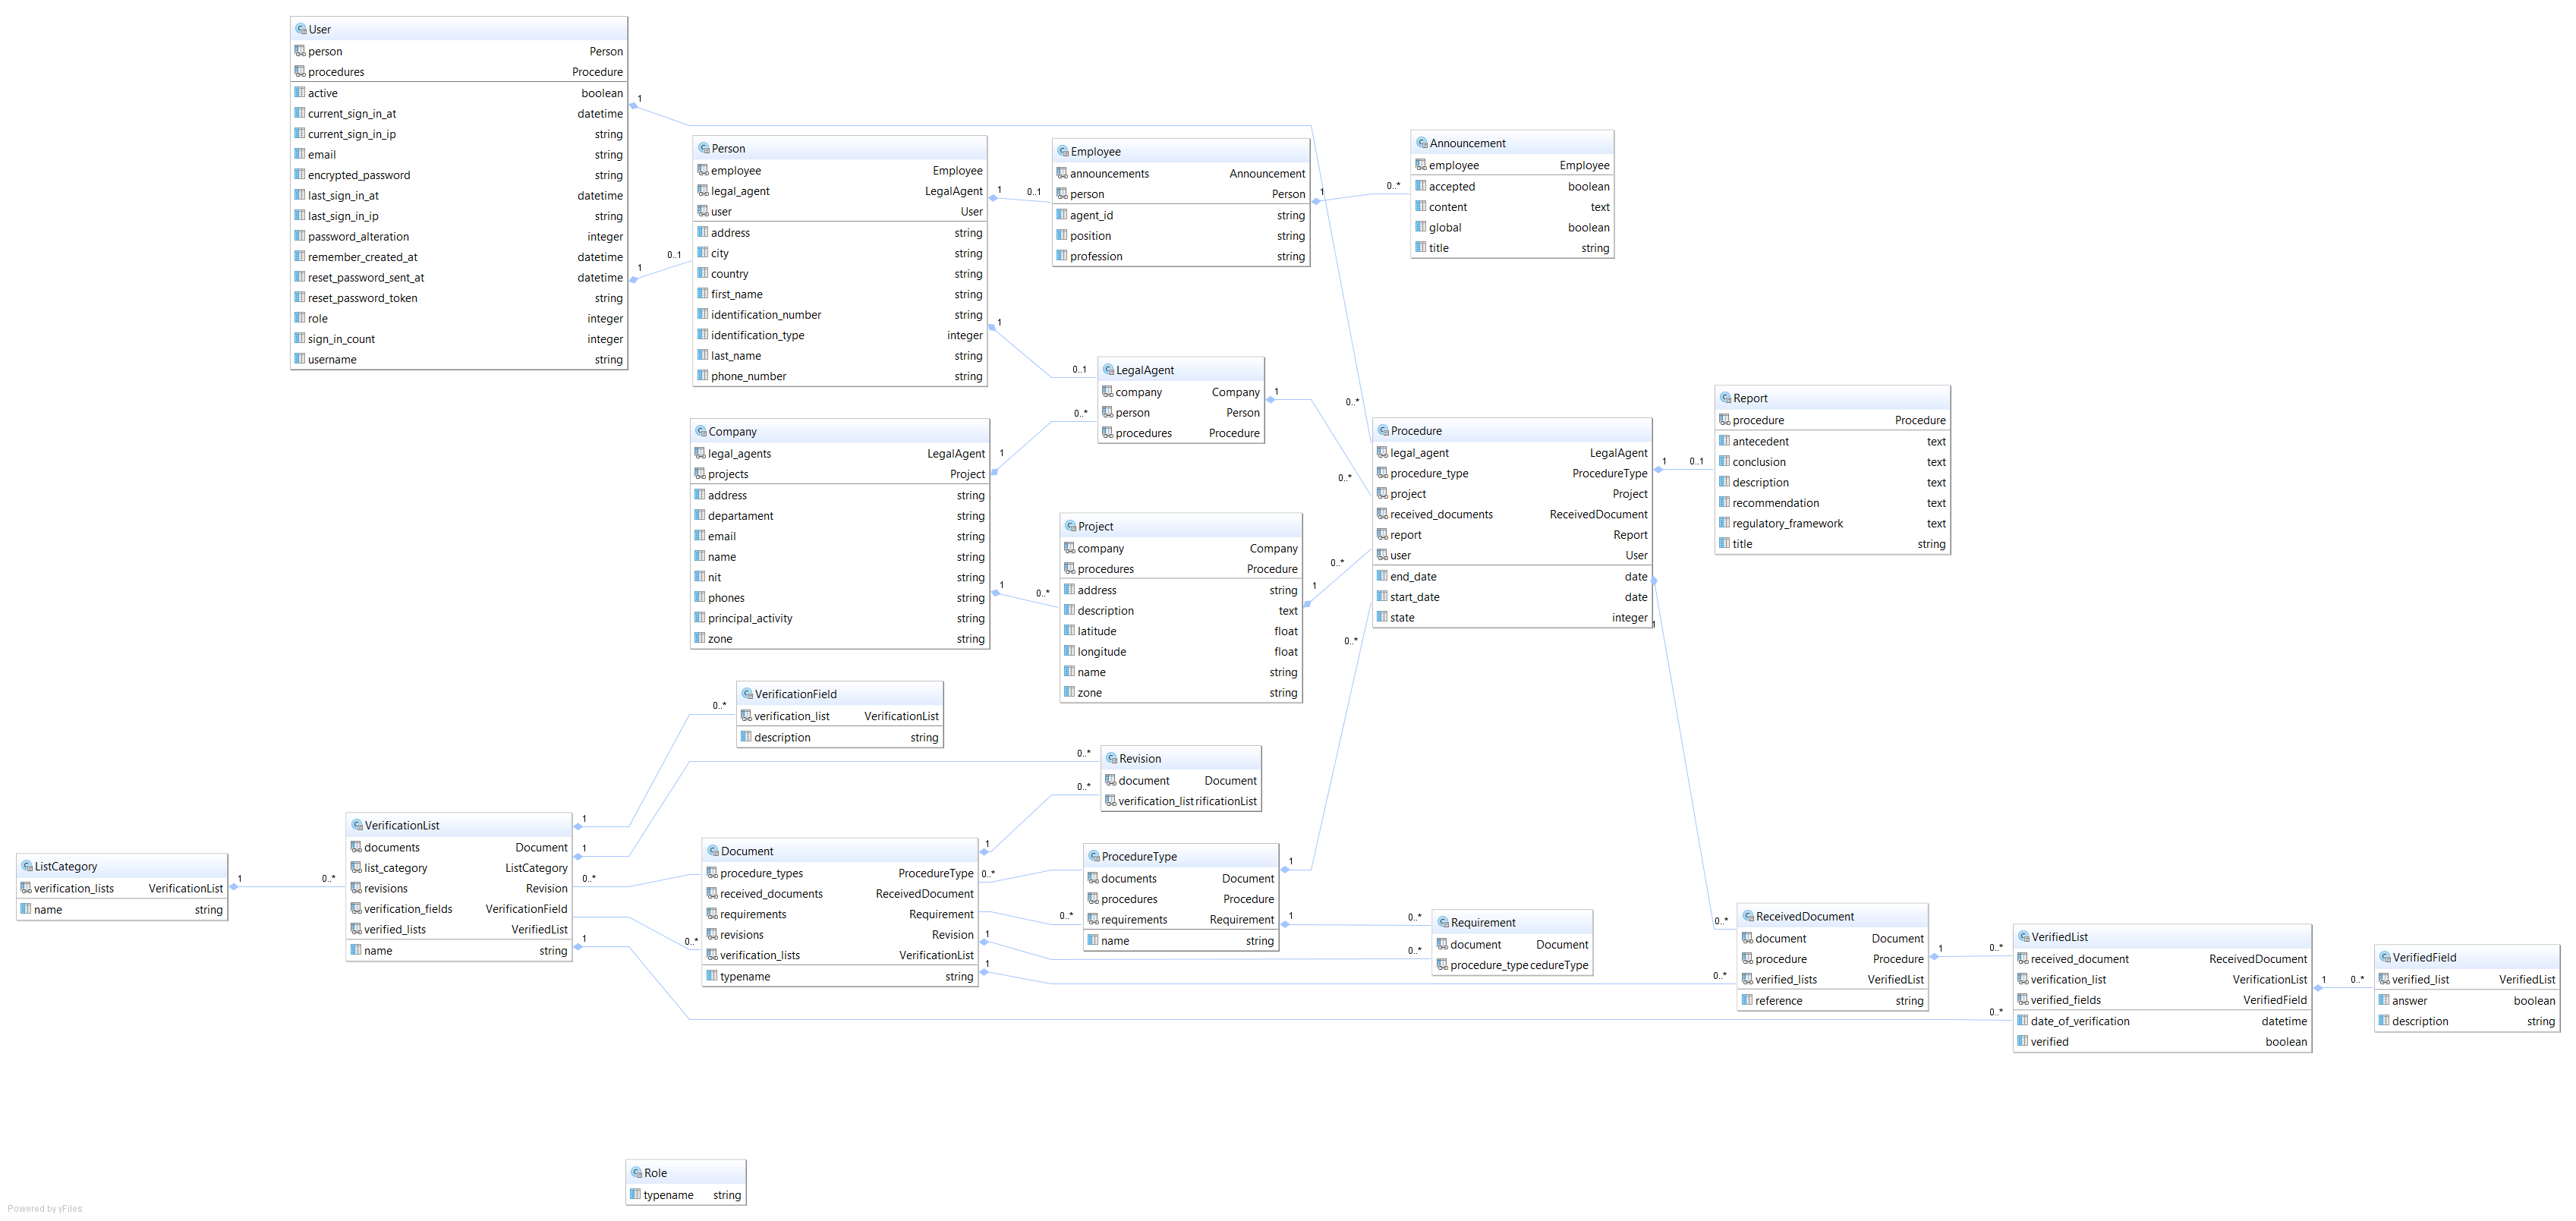 User
person Person
procedures Procedure
active boolean
current_sign_in_at datetime
current_sign_in_ip string
email string
encrypted_password string
last_sign_in_at datetime
last_sign_in_ip string
password_alteration integer
remember_created_at datetime
reset_password_sent_at datetime
reset_password_token string
role integer
sign_in_count integer
username string
1
1
0..1
Person
employee Employee
legal_agent LegalAgent
user User
address string
city string
country string
first_name string
identification_number string
identification_type integer
last_name string
phone_number string
1
0..1
1
0..1
Employee
announcements Announcement
person Person
agent_id string
position string
profession string
1
0..*
Announcement
employee Employee
accepted boolean
content text
global boolean
title string
LegalAgent
company Company
person Person
procedures Procedure
1
0..*
0..*
0..*
Company
legal_agents LegalAgent
projects Project
address string
departament string
email string
name string
nit string
phones string
principal_activity string
zone string
1
1
0..*
Project
company Company
procedures Procedure
address string
description text
latitude float
longitude float
name string
zone string
1
0..*
0..*
Procedure
legal_agent LegalAgent
procedure_type ProcedureType
project Project
received_documents ReceivedDocument
report Report
user User
end_date date
start_date date
state integer
1
0..1
1
Report
procedure Procedure
antecedent text
conclusion text
description text
recommendation text
regulatory_framework text
title string
VerificationField
verification_list VerificationList
description string
0..*
Revision
document Document
verification_list rificationList
0..*
0..*
ListCategory
verification_lists VerificationList
name string
1
0..*
VerificationList
documents Document
list_category ListCategory
revisions Revision
verification_fields VerificationField
verified_lists VerifiedList
name string
1
1
0..*
1
0..*
Document
procedure_types ProcedureType
received_documents ReceivedDocument
requirements Requirement
revisions Revision
verification_lists VerificationList
typename string
1
0..*
1
1
0..*
ProcedureType
documents Document
procedures Procedure
requirements Requirement
name string
1
1
0..*
0..*
Requirement
document Document
procedure_type cedureType
0..*
0..*
ReceivedDocument
document Document
procedure Procedure
verified_lists VerifiedList
reference string
1
0..*
0..*
VerifiedList
received_document ReceivedDocument
verification_list VerificationList
verified_fields VerifiedField
date_of_verification datetime
verified boolean
1
0..*
VerifiedField
verified_list VerifiedList
answer boolean
description string
Role
typename string
Powered by yFiles